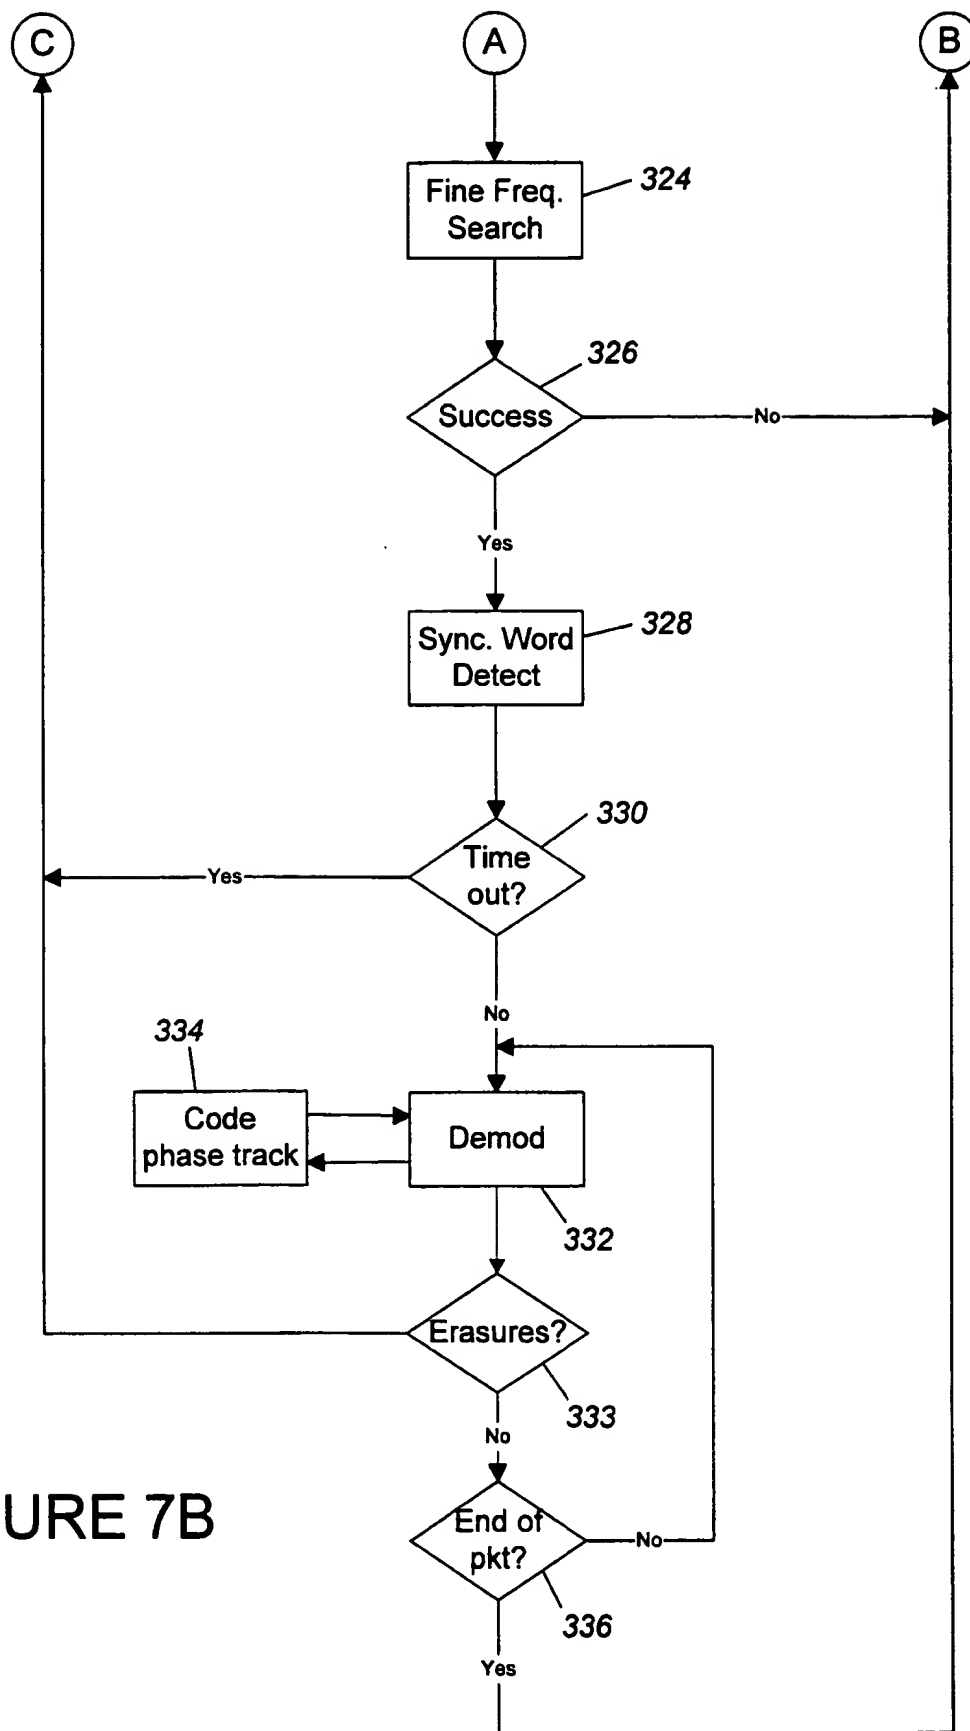 C
A
B
Fine Freq.
Search
324
326
Success
No
Yes
Sync. Word
Detect
328
330
Time
out?
Yes
No
334
Code
phase track
Demod
332
Erasures?
333
No
URE 7B
End of
pkt?
No
336
Yes